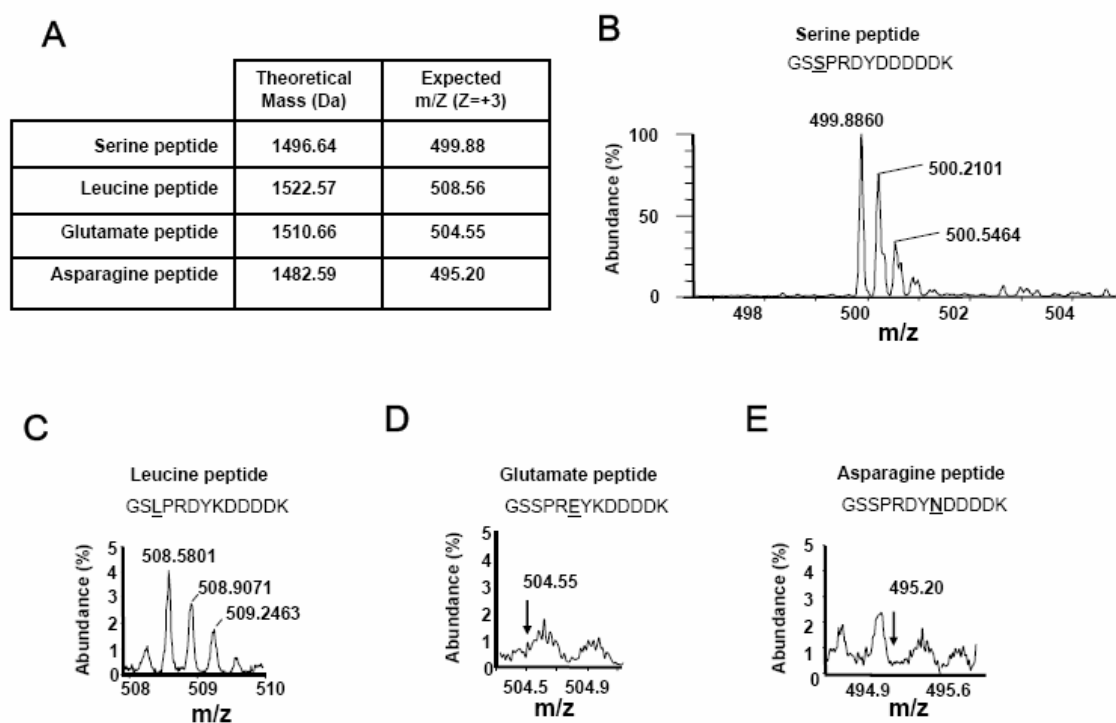 A
Theoretical Mass (Da)
Expected m/Z (Z=+3)
Serine peptide 1496.64 499.88
Leucine peptide 1522.57 508.56
Glutamate peptide 1510.66 504.55
Asparagine peptide 1482.59 495.20
B
Serine peptide
GSSPRDYDDDDDK
499.8860
500.2101
500.5464
Abundance (%)
100
50
0
498 500 502 504
m/z
C
Leucine peptide
GSLPRDYKDDDDK
508.5801
508.9071
509.2463
Abundance (%)
5
4
3
2
1
0
508 509 510
m/z
D
Glutamate peptide
GSSPREYKDDDDK
504.55
Abundance (%)
5
4
3
2
1
0
504.5 504.9
m/z
E
Asparagine peptide
GSSPRDYNDDDDK
495.20
Abundance (%)
5
4
3
2
1
0
494.9 495.6
m/z